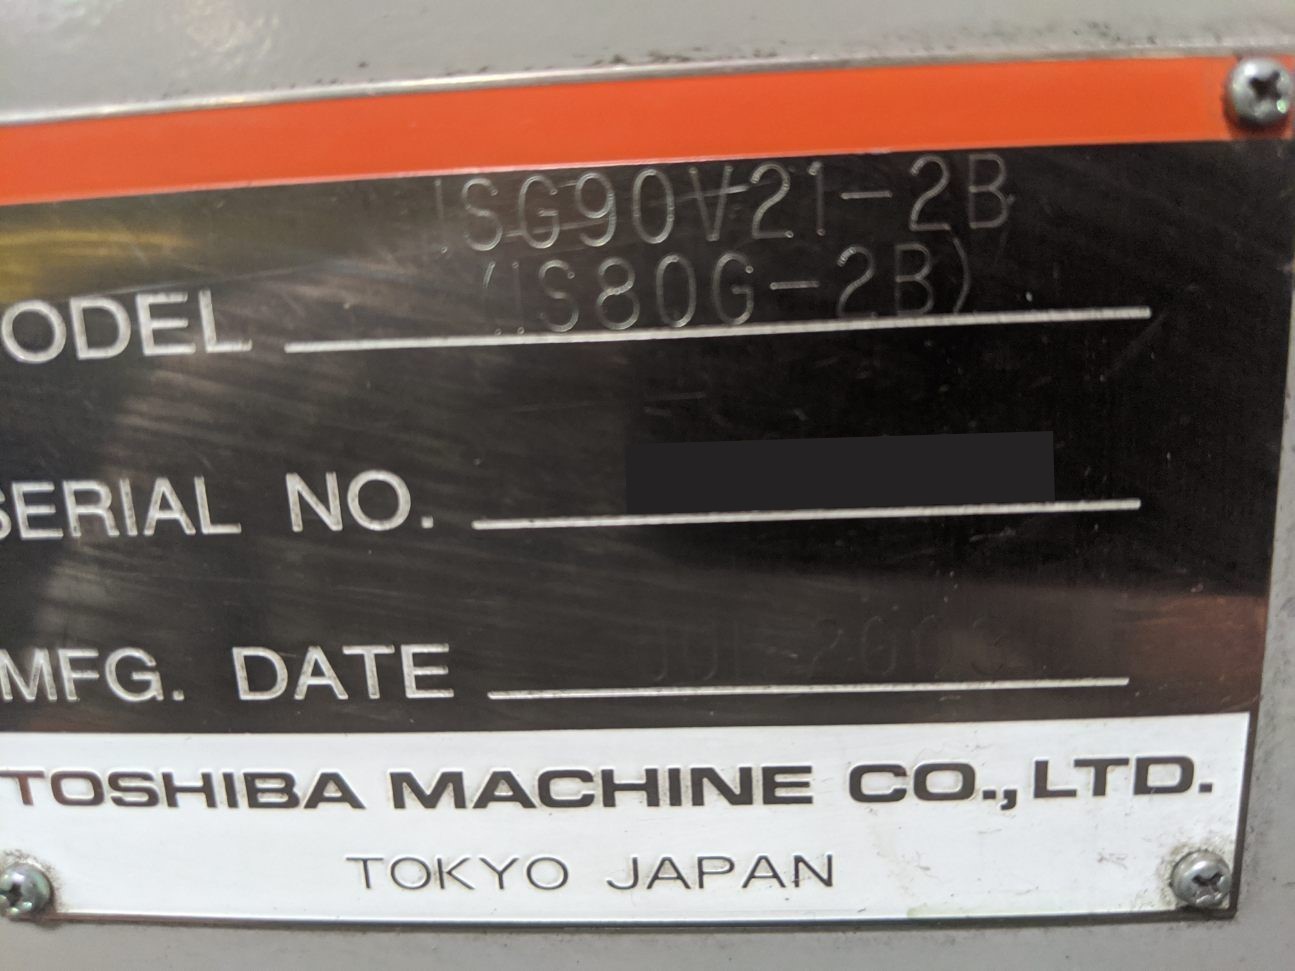 ISG90V21-2B
(IS80G-2B)
ODEL
SERIAL NO.
MFG. DATE
TOSHIBA MACHINE CO., LTD.
TOKYO JAPAN